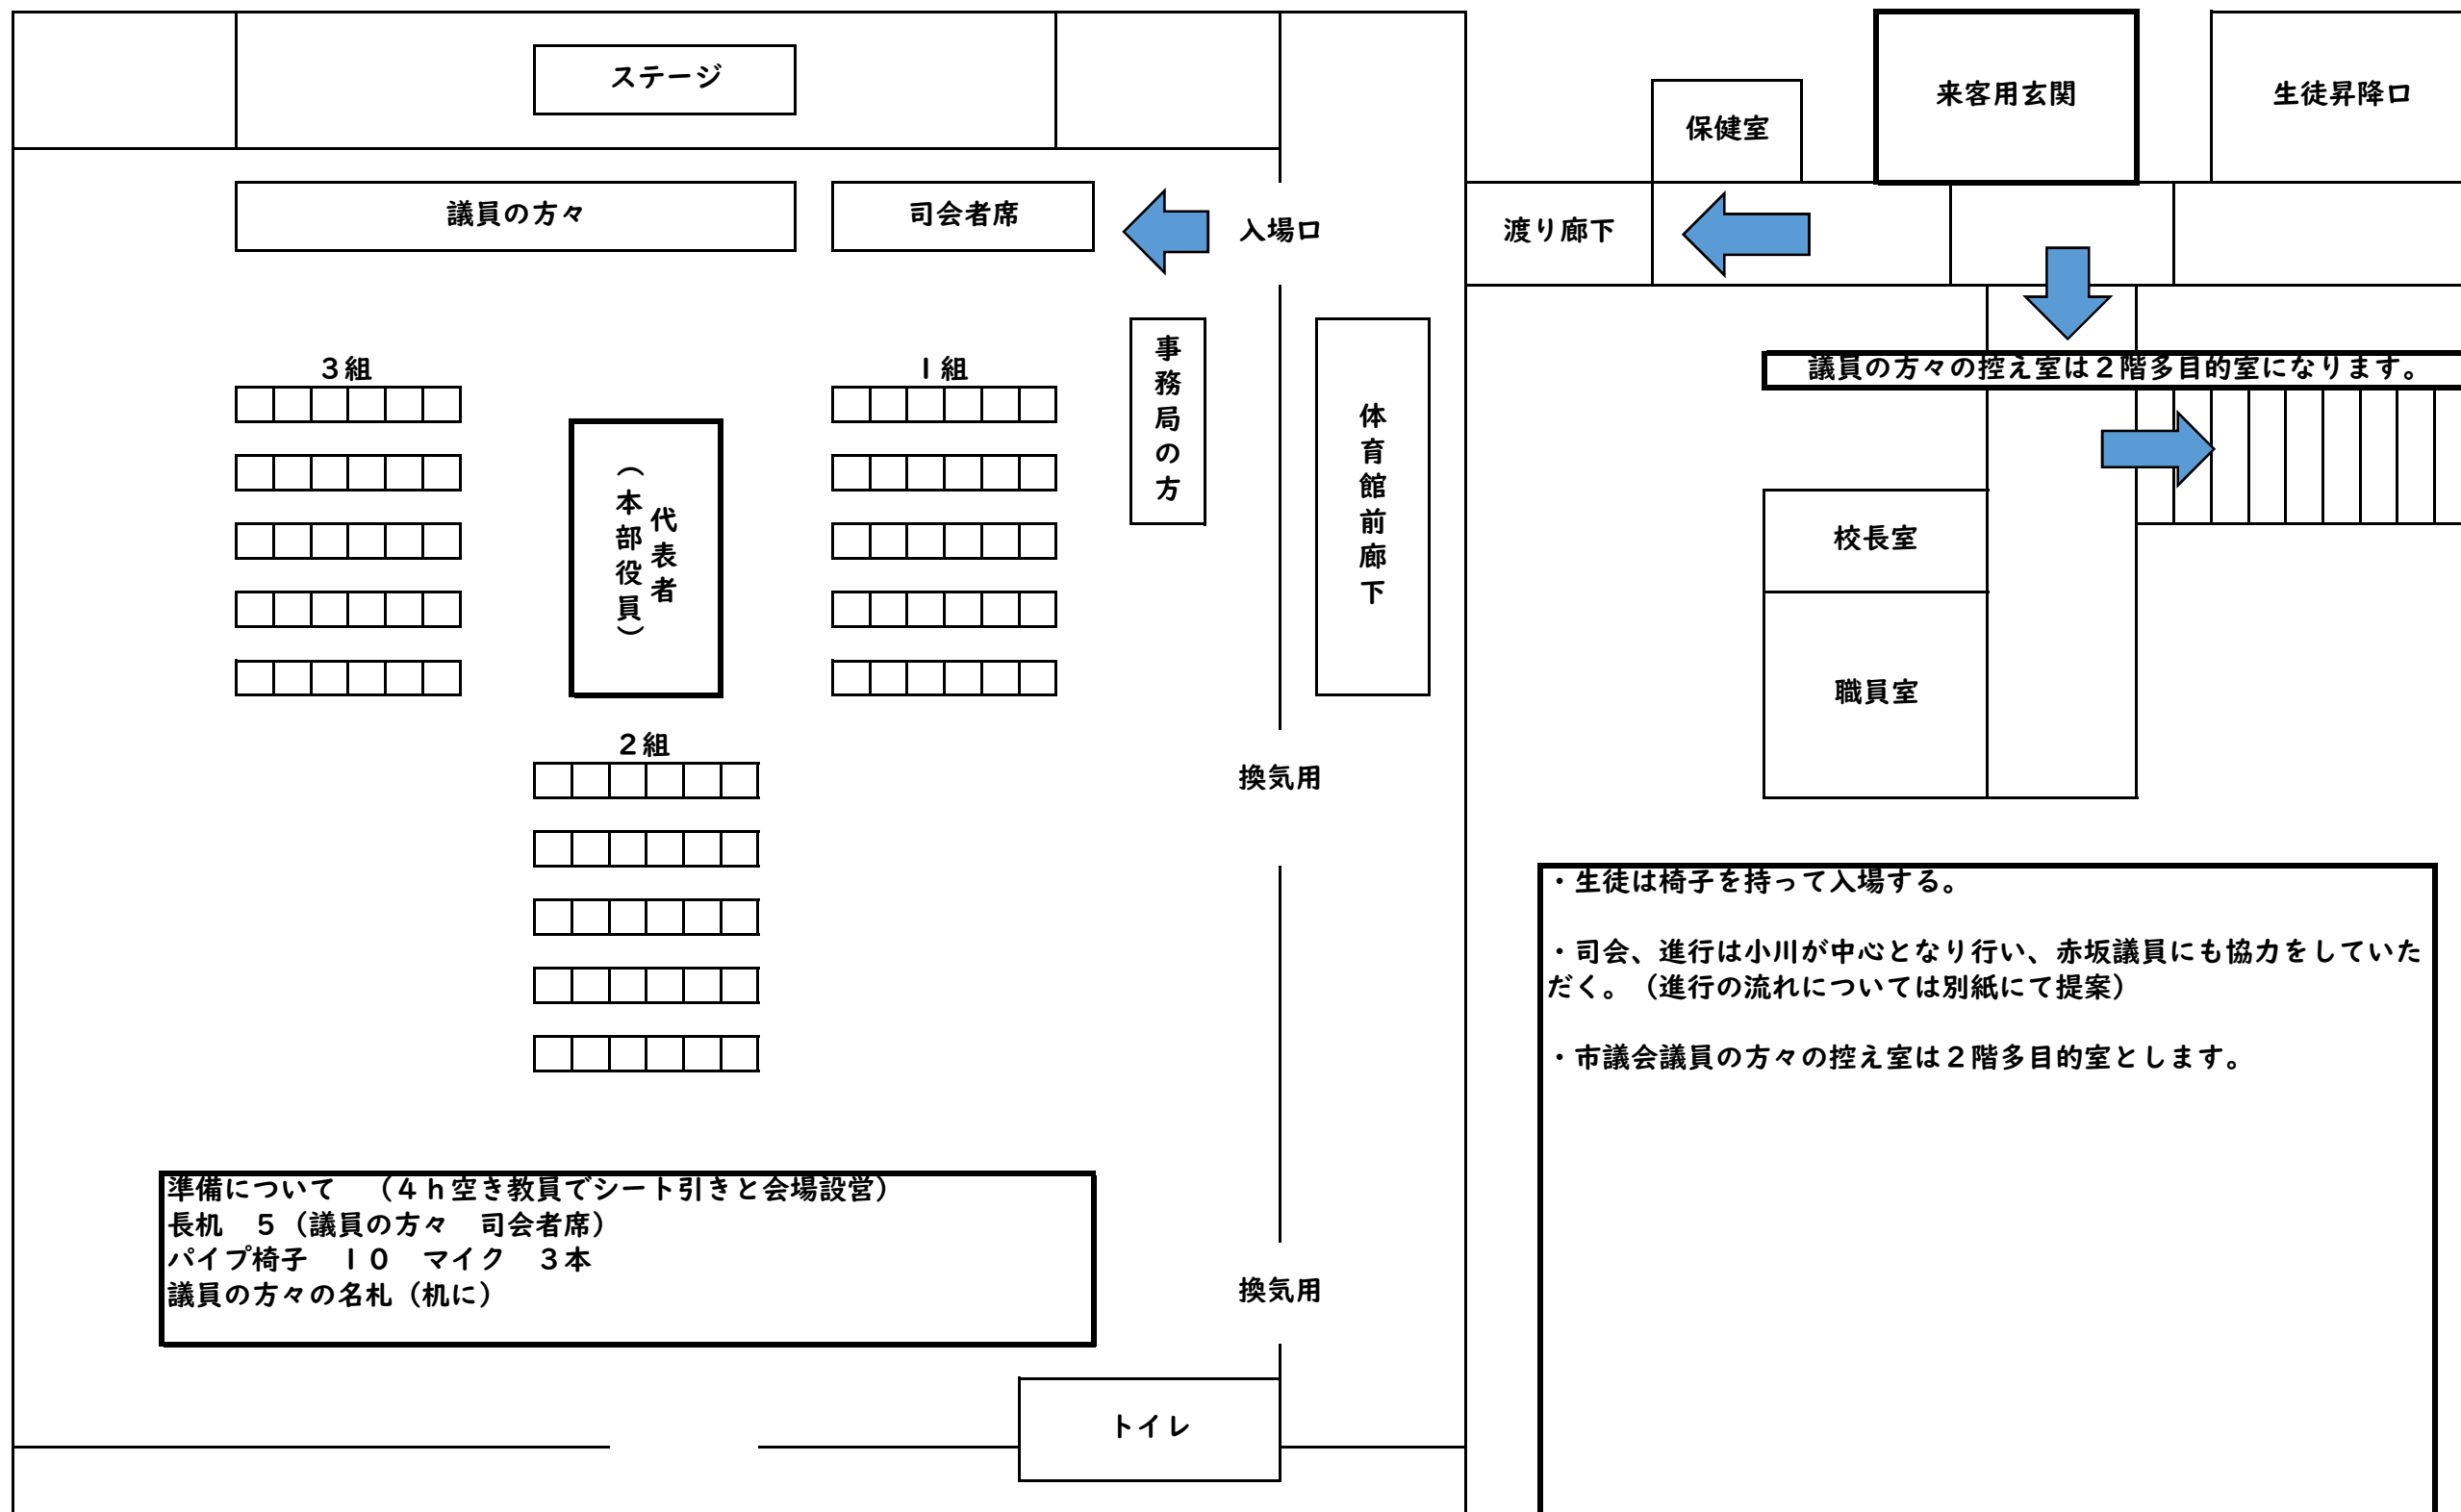 ステージ
来客用玄関
生徒昇降口
保健室
議員の方々
司会者席
入場口
渡り廊下
事務局の方
３組
１組
議員の方々の控え室は２階多目的室になります。
体育館前廊下
代表者
（本部役員）
校長室
職員室
２組
換気用
・生徒は椅子を持って入場する。
・司会、進行は小川が中心となり行い、赤坂議員にも協力をしていた
だく。（進行の流れについては別紙にて提案）
・市議会議員の方々の控え室は２階多目的室とします。
準備について　（４ｈ空き教員でシート引きと会場設営）
長机　５（議員の方々　司会者席）
パイプ椅子　１０　マイク　３本
議員の方々の名札（机に）
換気用
トイレ